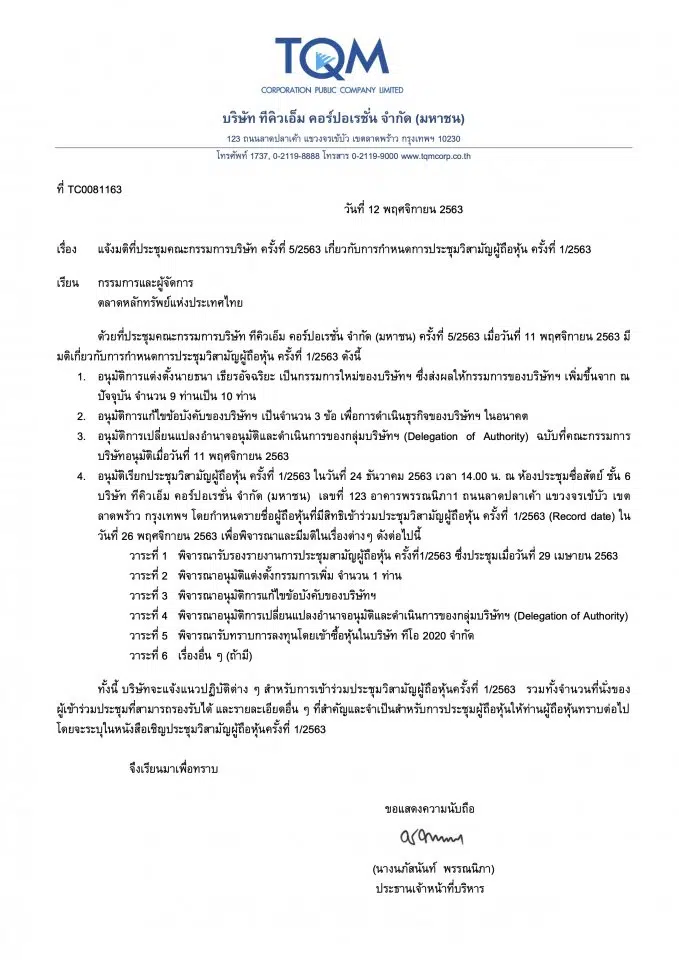 TQM
CORPORATION PUBLIC COMPANY LIMITED
บริษัท ทีคิวเอ็ม คอร์ปอเรชั่น จำกัด (มหาชน)
123 ถนนลาดปลาเค้า แขวงจรเข้บัว เขตลาดพร้าว กรุงเทพฯ 10230
โทรศัพท์ 1737, 0-2119-8888 โทรสาร 0-2119-9000 www.tqmcorp.co.th
ที่ TC0081163
วันที่ 12 พฤศจิกายน 2563
เรื่อง แจ้งมติที่ประชุมคณะกรรมการบริษัท ครั้งที่ 5/2563 เกี่ยวกับการกำหนดการประชุมวิสามัญผู้ถือหุ้น ครั้งที่ 1/2563
เรียน กรรมการและผู้จัดการ
ตลาดหลักทรัพย์แห่งประเทศไทย
ด้วยที่ประชุมคณะกรรมการบริษัท ทีคิวเอ็ม คอร์ปอเรชั่น จำกัด (มหาชน) ครั้งที่ 5/2563 เมื่อวันที่ 11 พฤศจิกายน 2563 มี
มติเกี่ยวกับการกำหนดการประชุมวิสามัญผู้ถือหุ้น ครั้งที่ 1/2563 ดังนี้
1. อนุมัติการแต่งตั้งนายธนา เธียรอัจฉริยะ เป็นกรรมการใหม่ของบริษัทฯ ซึ่งส่งผลให้กรรมการของบริษัทฯ เพิ่มขึ้นจาก ณ
ปัจจุบัน จำนวน 9 ท่านเป็น 10 ท่าน
2. อนุมัติการแก้ไขข้อบังคับของบริษัทฯ เป็นจำนวน 3 ข้อ เพื่อการดำเนินธุรกิจของบริษัทฯ ในอนาคต
3. อนุมัติการเปลี่ยนแปลงอำนาจอนุมัติและดำเนินการของกลุ่มบริษัทฯ (Delegation of Authority) ฉบับที่คณะกรรมการ
บริษัทอนุมัติเมื่อวันที่ 11 พฤศจิกายน 2563
4. อนุมัติเรียกประชุมวิสามัญผู้ถือหุ้น ครั้งที่ 1/2563 ในวันที่ 24 ธันวาคม 2563 เวลา 14.00 น. ณ ห้องประชุมซื่อสัตย์ ชั้น 6
บริษัท ทีคิวเอ็ม คอร์ปอเรชั่น จำกัด (มหาชน) เลขที่ 123 อาคารพรรณนิภา1 ถนนลาดปลาเค้า แขวงจรเข้บัว เขต
ลาดพร้าว กรุงเทพฯ โดยกำหนดรายชื่อผู้ถือหุ้นที่มีสิทธิเข้าร่วมประชุมวิสามัญผู้ถือหุ้น ครั้งที่ 1/2563 (Record date) ใน
วันที่ 26 พฤศจิกายน 2563 เพื่อพิจารณาและมีมติในเรื่องต่างๆ ดังต่อไปนี้
วาระที่ 1 พิจารณารับรองรายงานการประชุมสามัญผู้ถือหุ้น ครั้งที่1/2563 ซึ่งประชุมเมื่อวันที่ 29 เมษายน 2563
วาระที่ 2 พิจารณาอนุมัติแต่งตั้งกรรมการเพิ่ม จำนวน 1 ท่าน
วาระที่ 3 พิจารณาอนุมัติการแก้ไขข้อบังคับของบริษัทฯ
วาระที่ 4 พิจารณาอนุมัติการเปลี่ยนแปลงอำนาจอนุมัติและดำเนินการของกลุ่มบริษัทฯ (Delegation of Authority)
วาระที่ 5 พิจารณารับทราบการลงทุนโดยเข้าซื้อหุ้นในบริษัท ทีโอ 2020 จำกัด
วาระที่ 6 เรื่องอื่น ๆ (ถ้ามี)
ทั้งนี้ บริษัทจะแจ้งแนวปฏิบัติต่าง ๆ สำหรับการเข้าร่วมประชุมวิสามัญผู้ถือหุ้นครั้งที่ 1/2563 รวมทั้งจำนวนที่นั่งของ
ผู้เข้าร่วมประชุมที่สามารถรองรับได้ และรายละเอียดอื่น ๆ ที่สำคัญและจำเป็นสำหรับการประชุมผู้ถือหุ้นให้ท่านผู้ถือหุ้นทราบต่อไป
โดยจะระบุในหนังสือเชิญประชุมวิสามัญผู้ถือหุ้นครั้งที่ 1/2563
จึงเรียนมาเพื่อทราบ
ขอแสดงความนับถือ
(นางนภัสนันท์ พรรณนิภา)
ประธานเจ้าหน้าที่บริหาร